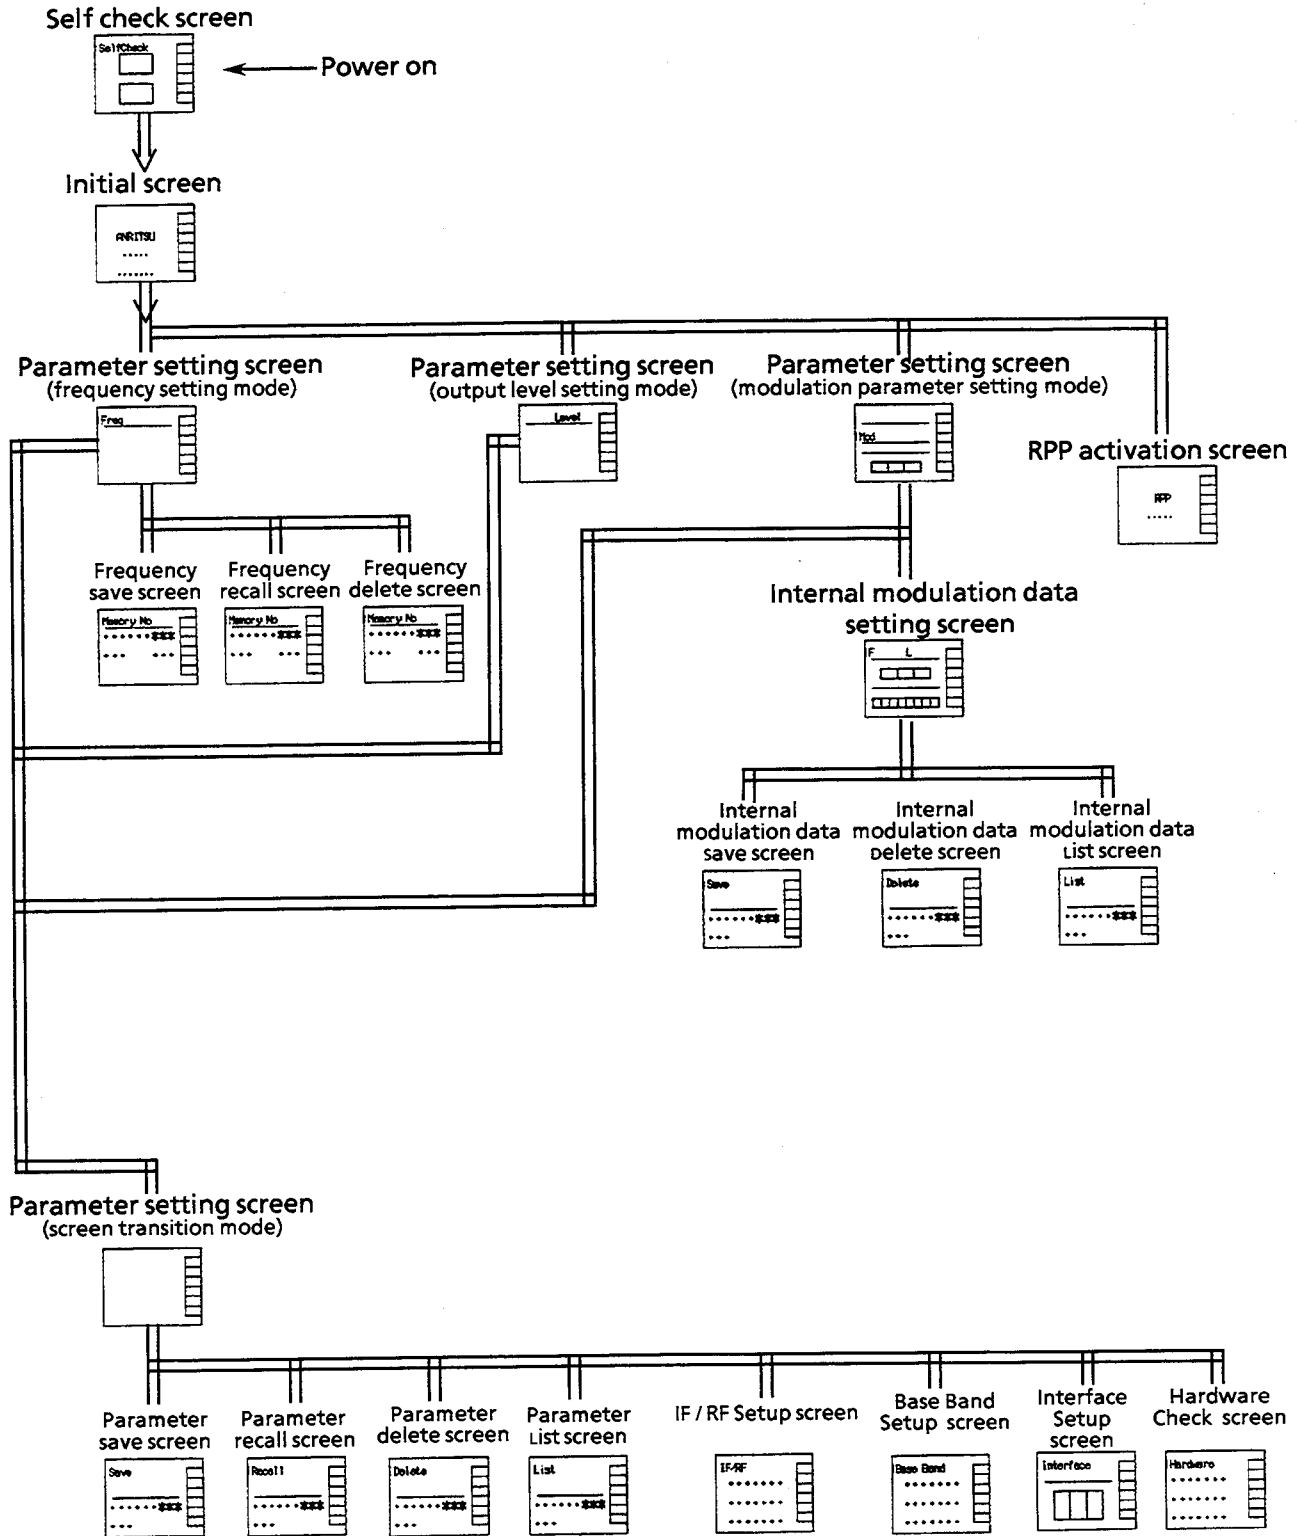 Self check screen
SelfCheck
Power on
Initial screen
ANRITSU
Parameter setting screen
(frequency setting mode)
Freq
Parameter setting screen
(output level setting mode)
Level
Parameter setting screen
(modulation parameter setting mode)
Mod
RPP activation screen
RPP
Frequency
save screen
Memory No
***
Frequency
recall screen
Memory No
***
Frequency
delete screen
Memory No
***
Internal modulation data
setting screen
F L
Internal
modulation data
save screen
Save
***
Internal
modulation data
Delete screen
Delete
***
Internal
modulation data
List screen
List
***
Parameter setting screen
(screen transition mode)
Parameter
save screen
Save
***
Parameter
recall screen
Recall
***
Parameter
delete screen
Delete
***
Parameter
List screen
List
***
IF / RF Setup screen
IF/RF
Base Band
Setup screen
Base Band
Interface
Setup
screen
Interface
Hardware
Check screen
Hardware